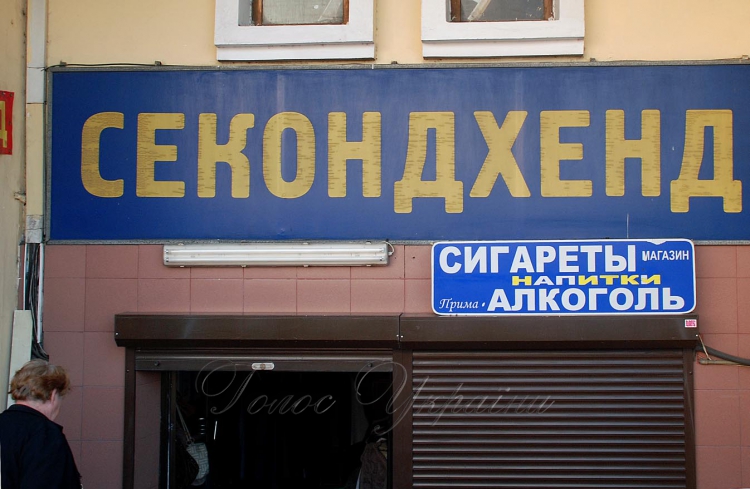 СЕКОНДХЕНД
СИГАРЕТЫ МАГАЗИН
НАПИТКИ
Прима • АЛКОГОЛЬ
Голос України